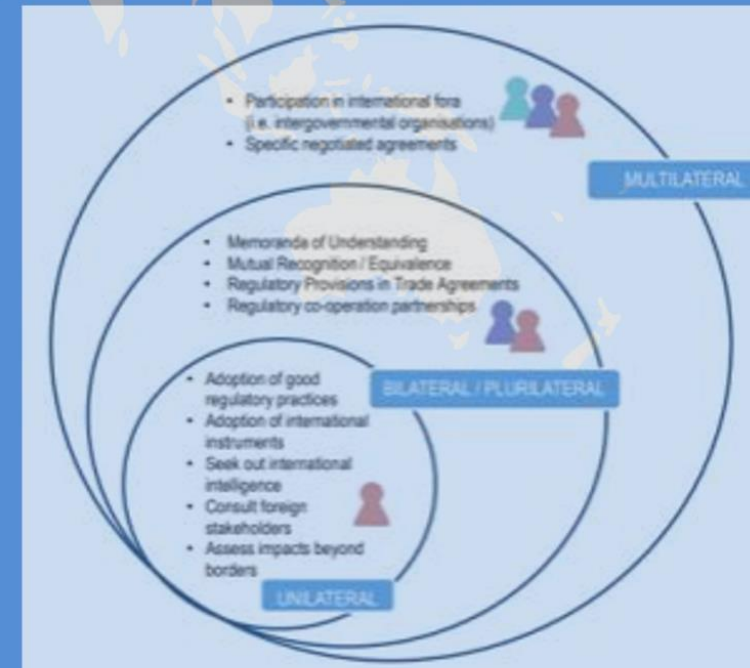 • Participation in international fora
(i.e. intergovernmental organisations)
• Specific negotiated agreements
MULTILATERAL
• Memoranda of Understanding
• Mutual Recognition / Equivalence
• Regulatory Provisions in Trade Agreements
• Regulatory co-operation partnerships
BILATERAL / PLURILATERAL
• Adoption of good
regulatory practices
• Adoption of international
instruments
• Seek out international
intelligence
• Consult foreign
stakeholders
• Assess impacts beyond
borders
UNILATERAL